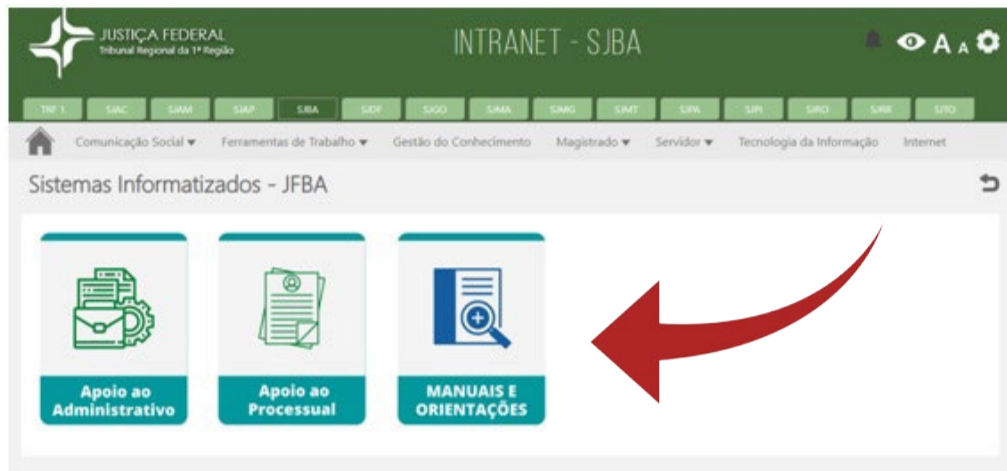 JUSTIÇA FEDERAL
Tribunal Regional da 1ª Região
INTRANET - SJBA
A A
TRF 1 SJAC SJAM SJAP SJBA SJDF SJGO SJMA SJMG SJMT SJPA SJPI SJRO SJRR SJTO
Comunicação Social Ferramentas de Trabalho Gestão do Conhecimento Magistrado Servidor Tecnologia da Informação Internet
Sistemas Informatizados - JFBA
Apoio ao
Administrativo
Apoio ao
Processual
MANUAIS E
ORIENTAÇÕES